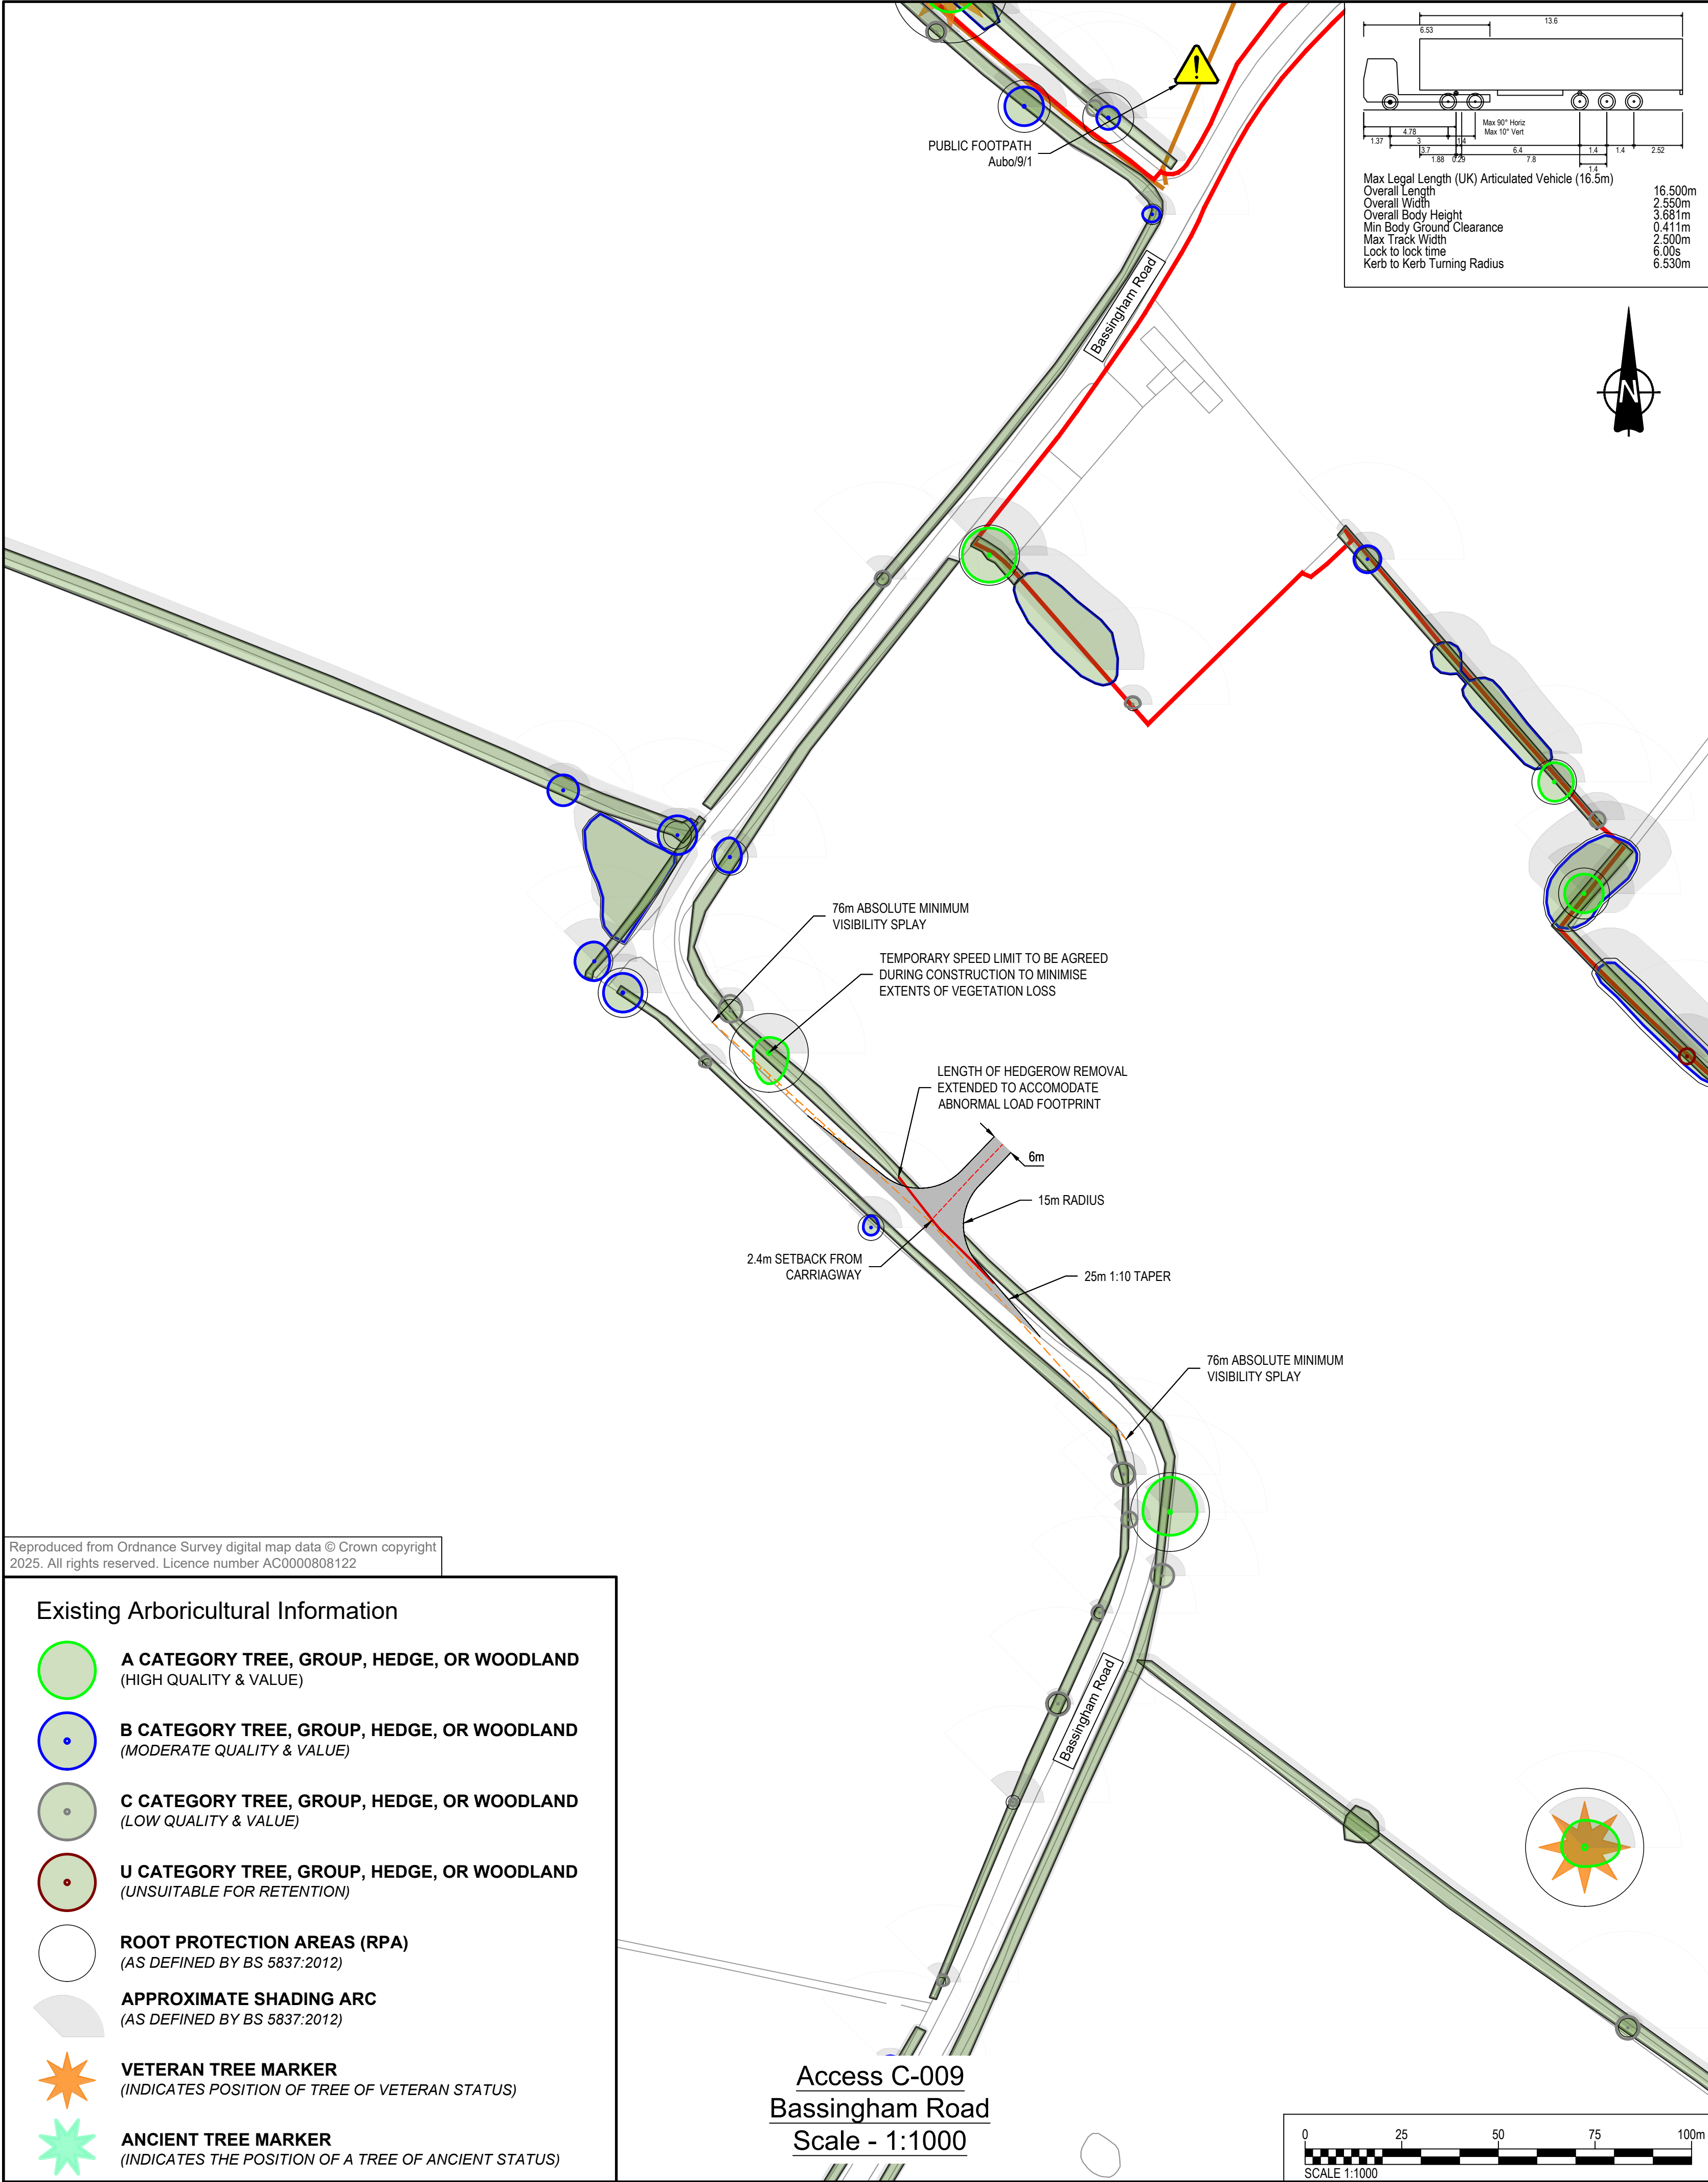 13.6
6.53
Max 90° Horiz
Max 10° Vert
4.78
1.37
3
1.4
3.7
6.4
1.4
1.4
2.52
1.88
0.29
7.8
1.4
Max Legal Length (UK) Articulated Vehicle (16.5m)
Overall Length 16.500m
Overall Width 2.550m
Overall Body Height 3.681m
Min Body Ground Clearance 0.411m
Max Track Width 2.500m
Lock to lock time 6.00s
Kerb to Kerb Turning Radius 6.530m
N
!
PUBLIC FOOTPATH
Aubo/9/1
Bassingham Road
76m ABSOLUTE MINIMUM
VISIBILITY SPLAY
TEMPORARY SPEED LIMIT TO BE AGREED
DURING CONSTRUCTION TO MINIMISE
EXTENTS OF VEGETATION LOSS
LENGTH OF HEDGEROW REMOVAL
EXTENDED TO ACCOMODATE
ABNORMAL LOAD FOOTPRINT
6m
15m RADIUS
2.4m SETBACK FROM
CARRIAGWAY
25m 1:10 TAPER
76m ABSOLUTE MINIMUM
VISIBILITY SPLAY
Bassingham Road
Reproduced from Ordnance Survey digital map data © Crown copyright
2025. All rights reserved. Licence number AC0000808122
Existing Arboricultural Information
A CATEGORY TREE, GROUP, HEDGE, OR WOODLAND
(HIGH QUALITY & VALUE)
B CATEGORY TREE, GROUP, HEDGE, OR WOODLAND
(MODERATE QUALITY & VALUE)
C CATEGORY TREE, GROUP, HEDGE, OR WOODLAND
(LOW QUALITY & VALUE)
U CATEGORY TREE, GROUP, HEDGE, OR WOODLAND
(UNSUITABLE FOR RETENTION)
ROOT PROTECTION AREAS (RPA)
(AS DEFINED BY BS 5837:2012)
APPROXIMATE SHADING ARC
(AS DEFINED BY BS 5837:2012)
VETERAN TREE MARKER
(INDICATES POSITION OF TREE OF VETERAN STATUS)
ANCIENT TREE MARKER
(INDICATES THE POSITION OF A TREE OF ANCIENT STATUS)
Access C-009
Bassingham Road
Scale - 1:1000
0 25 50 75 100m
SCALE 1:1000